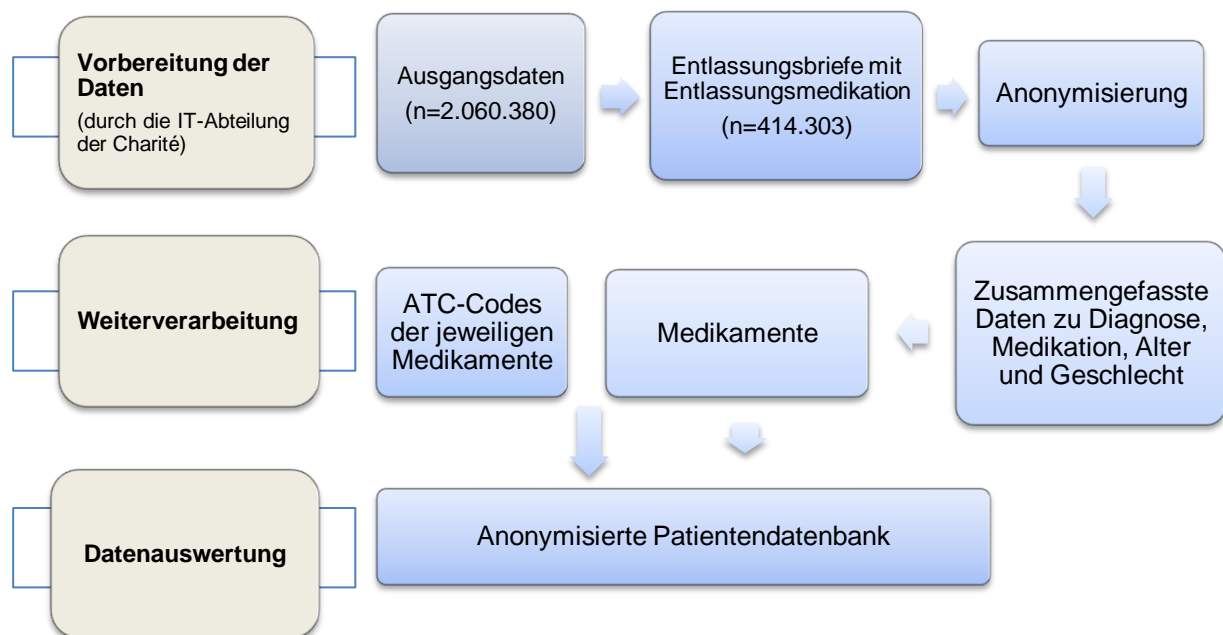 Vorbereitung der
Daten
(durch die IT-Abteilung
der Charité)
Ausgangsdaten
(n=2.060.380)
Entlassungsbriefe mit
Entlassungsmedikation
(n=414.303)
Anonymisierung
Weiterverarbeitung
ATC-Codes
der jeweiligen
Medikamente
Medikamente
Zusammengefasste
Daten zu Diagnose,
Medikation, Alter
und Geschlecht
Datenauswertung
Anonymisierte Patientendatenbank